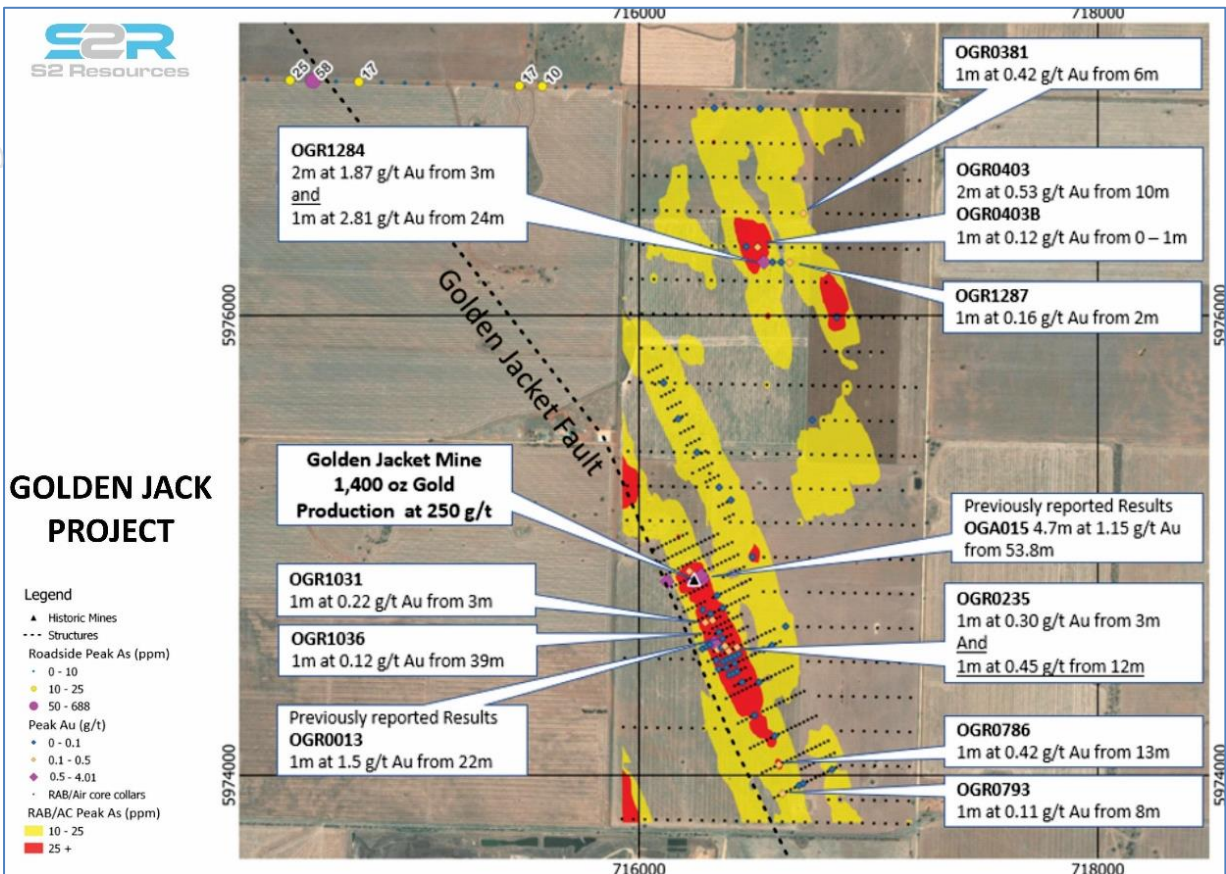 S2R
S2 Resources
GOLDEN JACK
PROJECT
Legend
Historic Mines
Structures
Roadside Peak As (ppm)
0 - 10
10 - 25
50 - 688
Peak Au (g/t)
0 - 0.1
0.1 - 0.5
0.5 - 4.01
RAB/Air core collars
RAB/AC Peak As (ppm)
10 - 25
25 +
716000
718000
25
58
17
17
10
OGR0381
1m at 0.42 g/t Au from 6m
OGR1284
2m at 1.87 g/t Au from 3m
and
1m at 2.81 g/t Au from 24m
OGR0403
2m at 0.53 g/t Au from 10m
OGR0403B
1m at 0.12 g/t Au from 0 – 1m
OGR1287
1m at 0.16 g/t Au from 2m
5976000
5976000
Golden Jacket Fault
Golden Jacket Mine
1,400 oz Gold
Production at 250 g/t
Previously reported Results
OGA015 4.7m at 1.15 g/t Au
from 53.8m
OGR1031
1m at 0.22 g/t Au from 3m
OGR1036
1m at 0.12 g/t Au from 39m
OGR0235
1m at 0.30 g/t Au from 3m
And
1m at 0.45 g/t from 12m
Previously reported Results
OGR0013
1m at 1.5 g/t Au from 22m
OGR0786
1m at 0.42 g/t Au from 13m
OGR0793
1m at 0.11 g/t Au from 8m
5974000
5974000
716000
718000